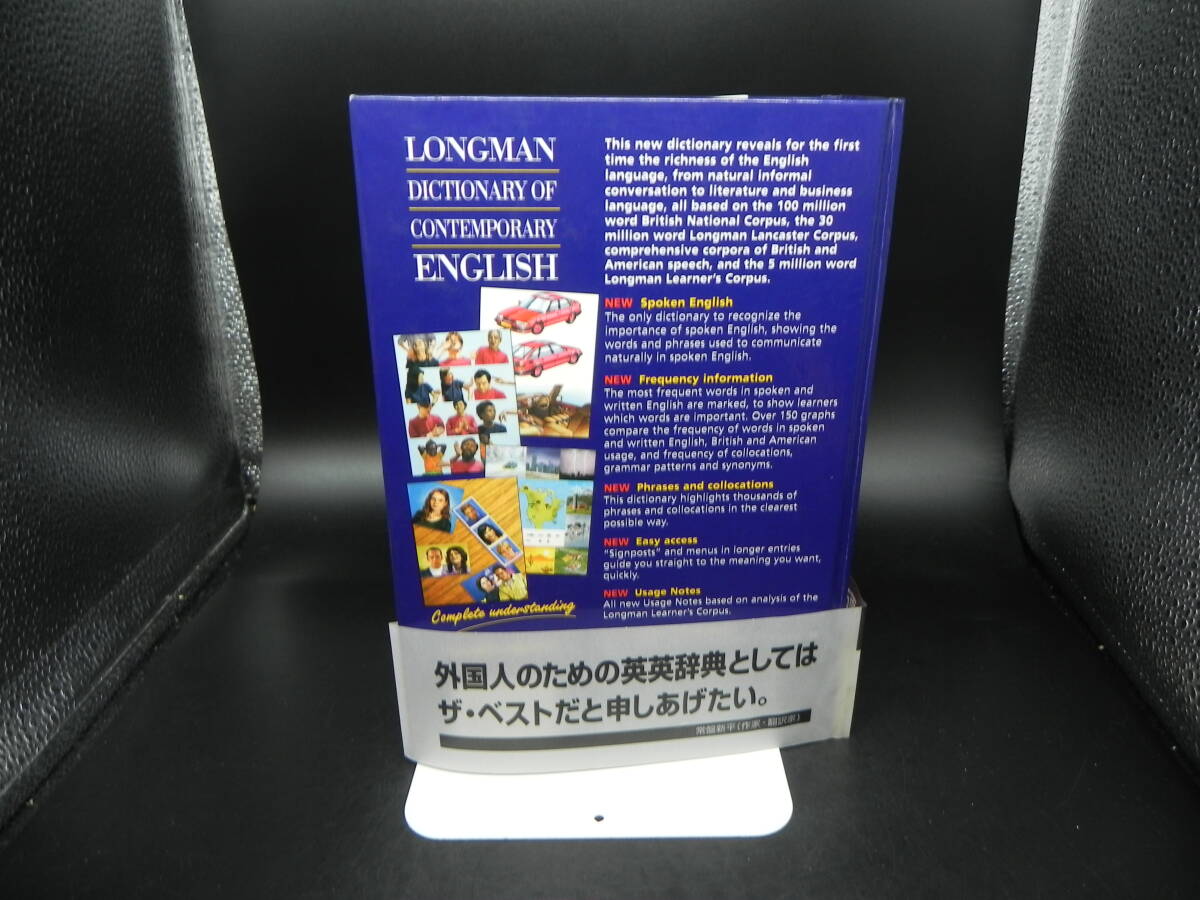 LONGMAN
DICTIONARY OF
CONTEMPORARY
ENGLISH
Complete understanding
This new dictionary reveals for the first
time the richness of the English
language, from natural informal
conversation to literature and business
language, all based on the 100 million
word British National Corpus, the 30
million word Longman Lancaster Corpus,
comprehensive corpora of British and
American speech, and the 5 million word
Longman Learner's Corpus.
NEW Spoken English
The only dictionary to recognize the
importance of spoken English, showing the
words and phrases used to communicate
naturally in spoken English.
NEW Frequency information
The most frequent words in spoken and
written English are marked, to show learners
which words are important. Over 150 graphs
compare the frequency of words in spoken
and written English, British and American
usage, and frequency of collocations,
grammar patterns and synonyms.
NEW Phrases and collocations
This dictionary highlights thousands of
phrases and collocations in the clearest
possible way.
NEW Easy access
"Signposts" and menus in longer entries
guide you straight to the meaning you want,
quickly.
NEW Usage Notes
All new Usage Notes based on analysis of the
Longman Learner's Corpus.
外国人のための英英辞典としては
ザ・ベストだと申しあげたい。
常盤新平(作家・翻訳家)